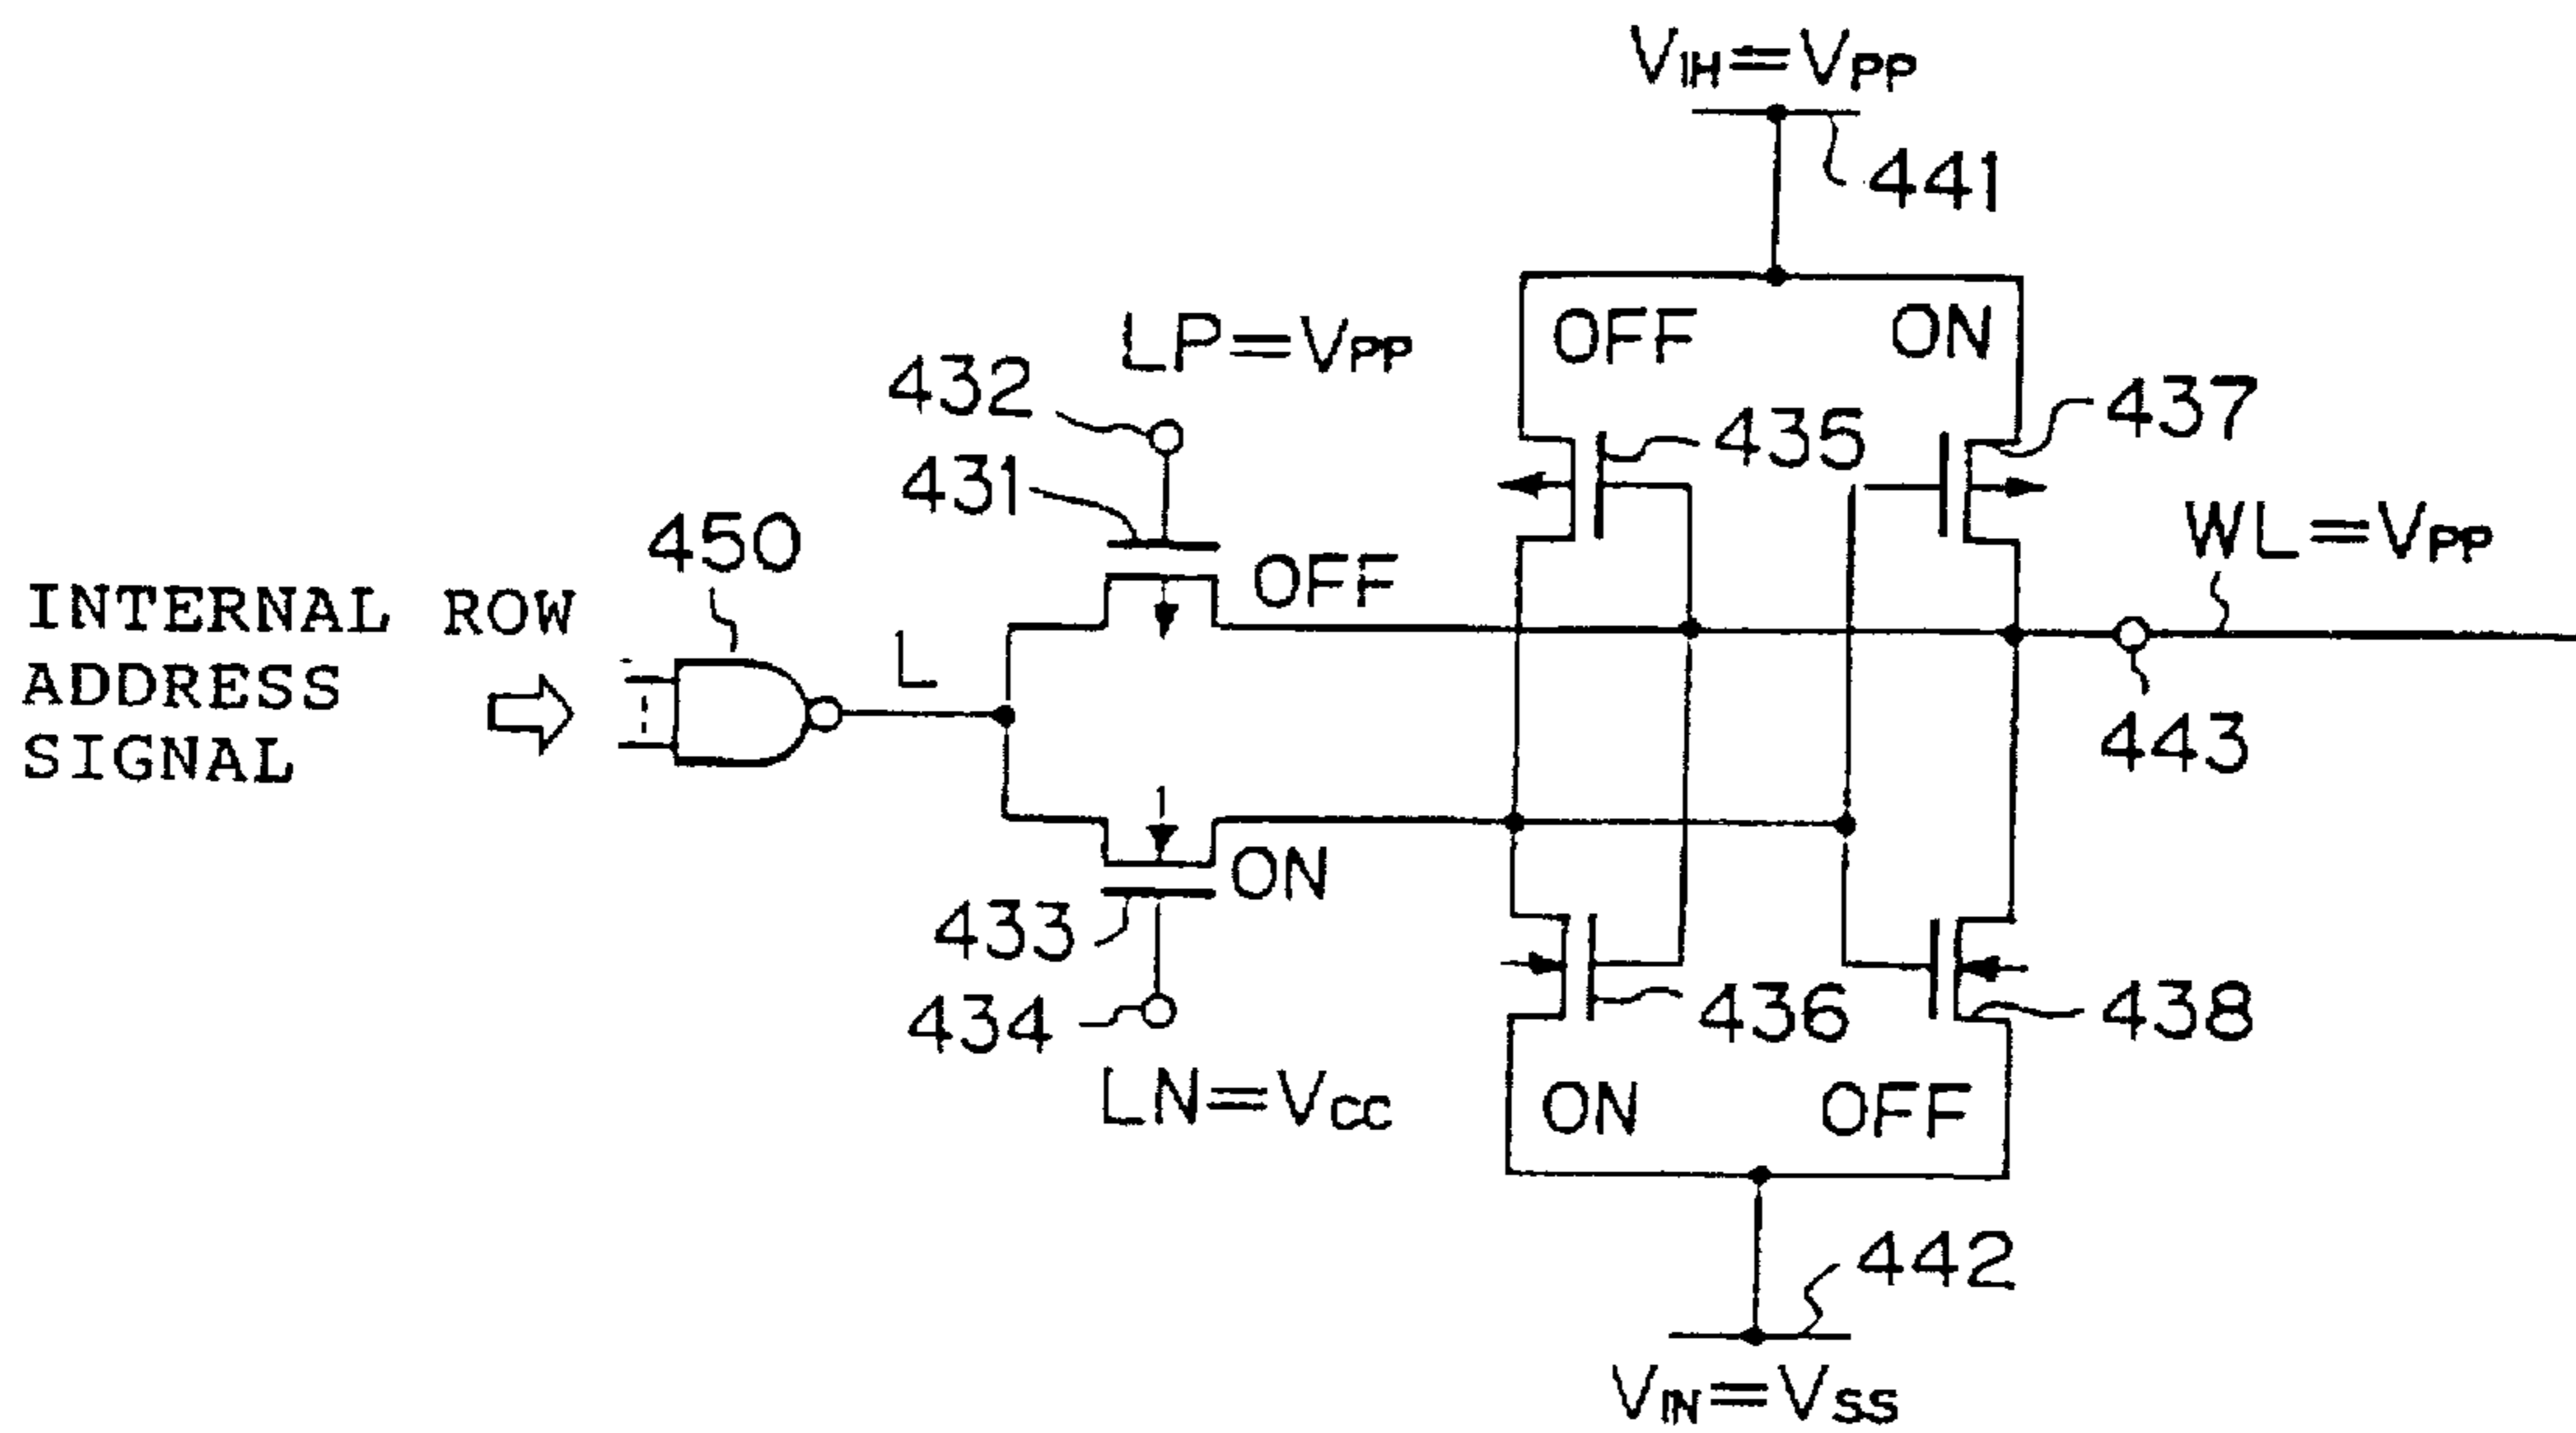 VIH=VPP
441
LP=VPP
OFF
ON
432
435
437
431
OFF
WL=VPP
450
INTERNAL ROW
ADDRESS
SIGNAL
L
443
ON
433
434
436
438
LN=VCC
ON
OFF
442
VIN=VSS